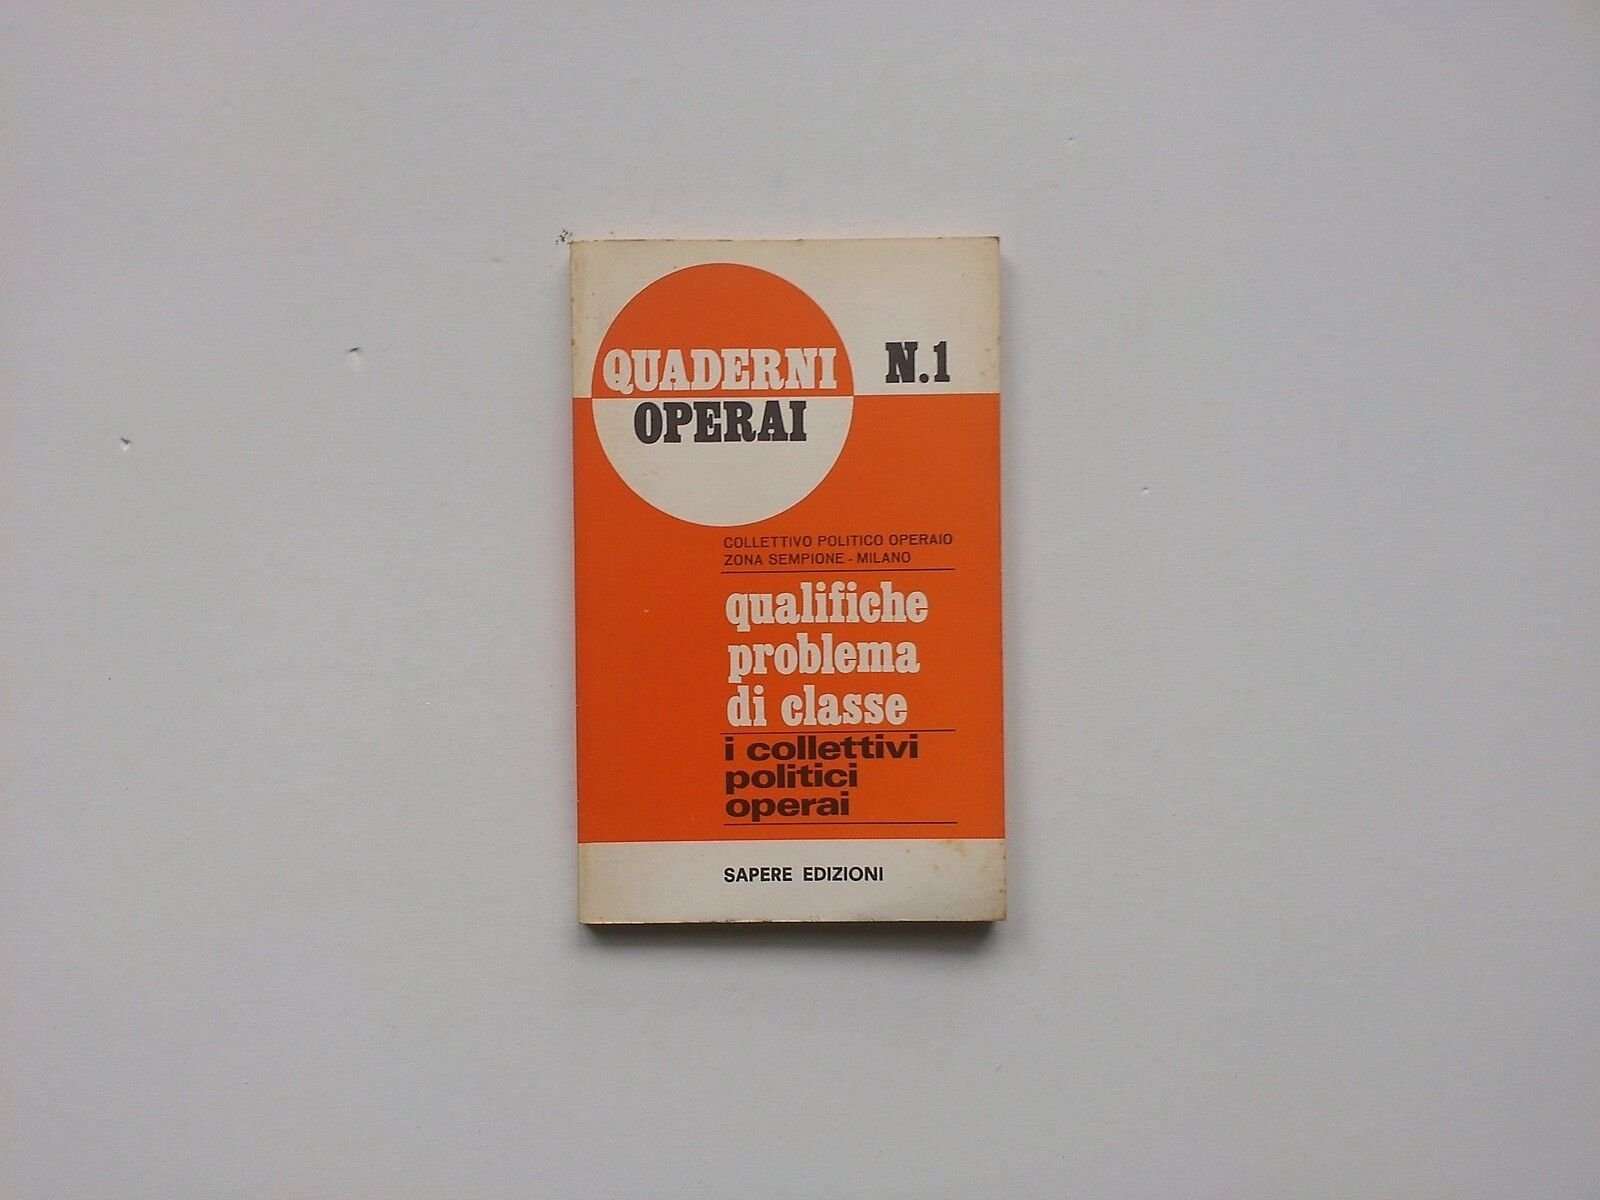 QUADERNI
OPERAI
N.1
COLLETTIVO POLITICO OPERAIO
ZONA SEMPIONE - MILANO
qualifiche
problema
di classe
i collettivi
politici
operai
SAPERE EDIZIONI